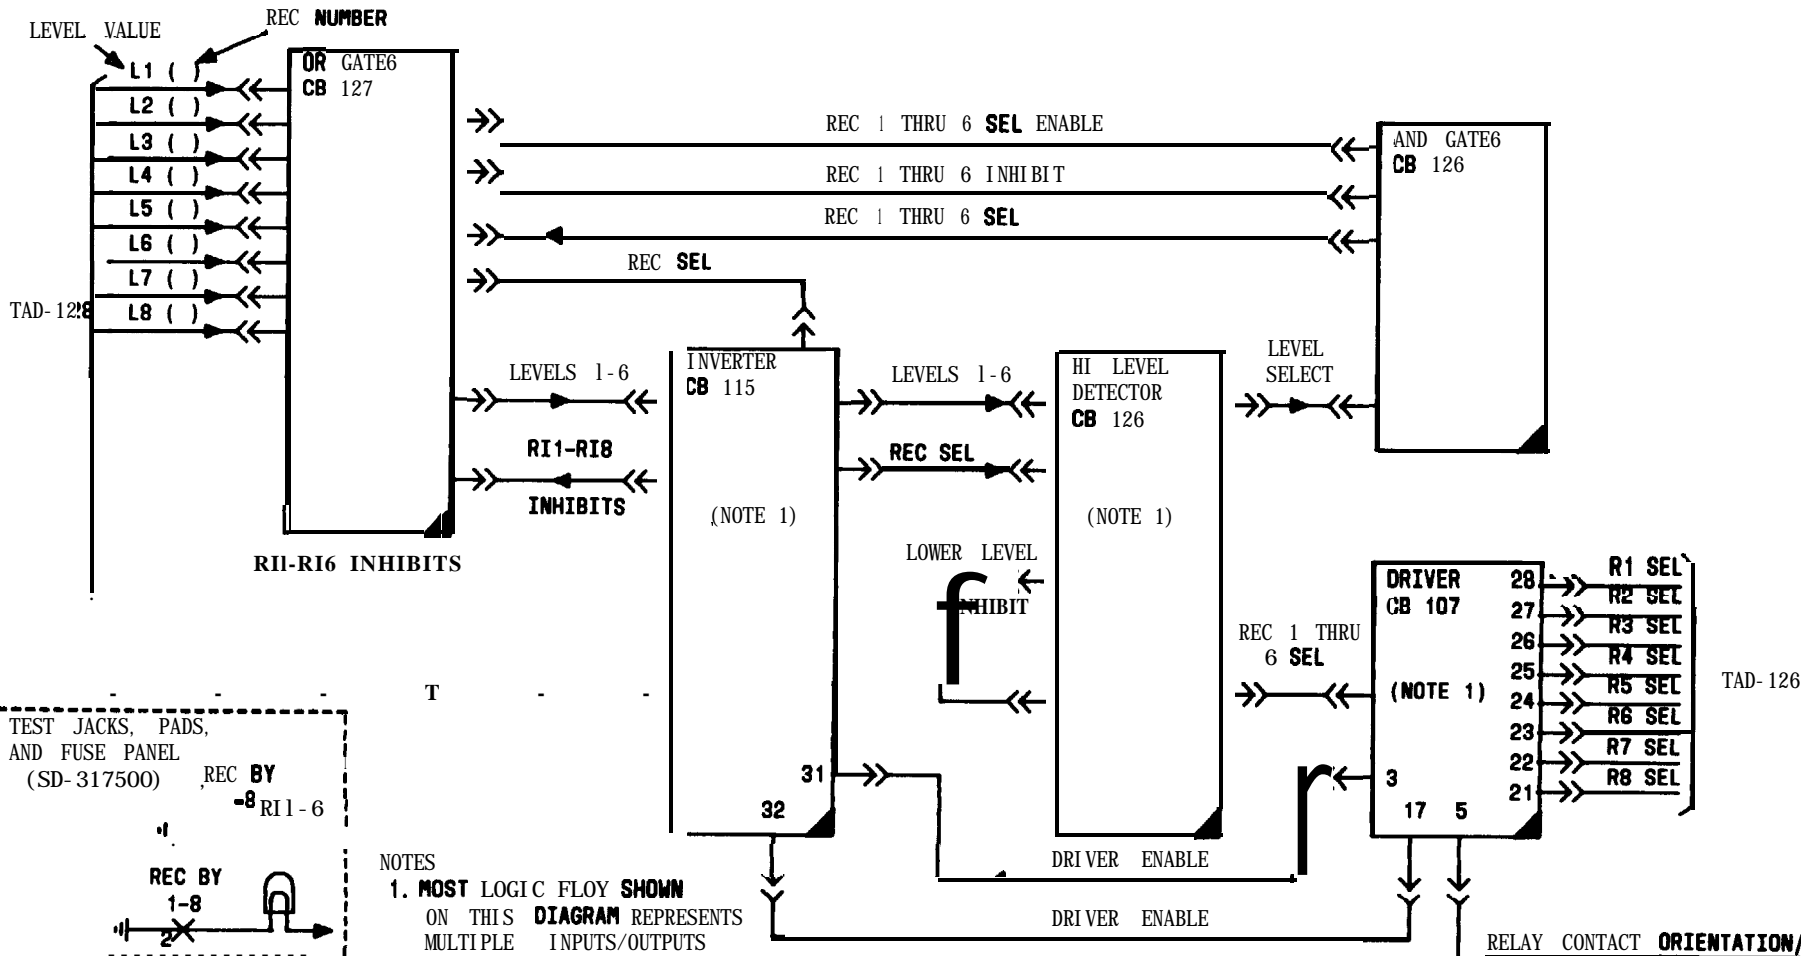 LEVEL VALUE
REC NUMBER
L1 ( )
L2 ( )
L3 ( )
L4 ( )
L5 ( )
L6 ( )
L7 ( )
L8 ( )
TAD-128
OR GATE6
CB 127
REC 1 THRU 6 SEL ENABLE
REC 1 THRU 6 INHIBIT
REC 1 THRU 6 SEL
REC SEL
AND GATE6
CB 126
LEVELS 1-6
RI1-RI8
INHIBITS
INVERTER
CB 115
(NOTE 1)
31
32
LEVELS 1-6
REC SEL
HI LEVEL
DETECTOR
CB 126
(NOTE 1)
LEVEL
SELECT
LOWER LEVEL
NHIBIT
RIl-RI6 INHIBITS
REC 1 THRU
6 SEL
DRIVER
CB 107
(NOTE 1)
28
27
26
25
24
23
22
21
3
17 5
R1 SEL
R2 SEL
R3 SEL
R4 SEL
R5 SEL
R6 SEL
R7 SEL
R8 SEL
TAD-126
- - - T - -
TEST JACKS, PADS,
AND FUSE PANEL
(SD-317500)
,REC BY
-8 RI1-6
REC BY
1-8
2
NOTES
1. MOST LOGIC FLOY SHOWN
ON THIS DIAGRAM REPRESENTS
MULTIPLE INPUTS/OUTPUTS
DRIVER ENABLE
DRIVER ENABLE
RELAY CONTACT ORIENTATION/